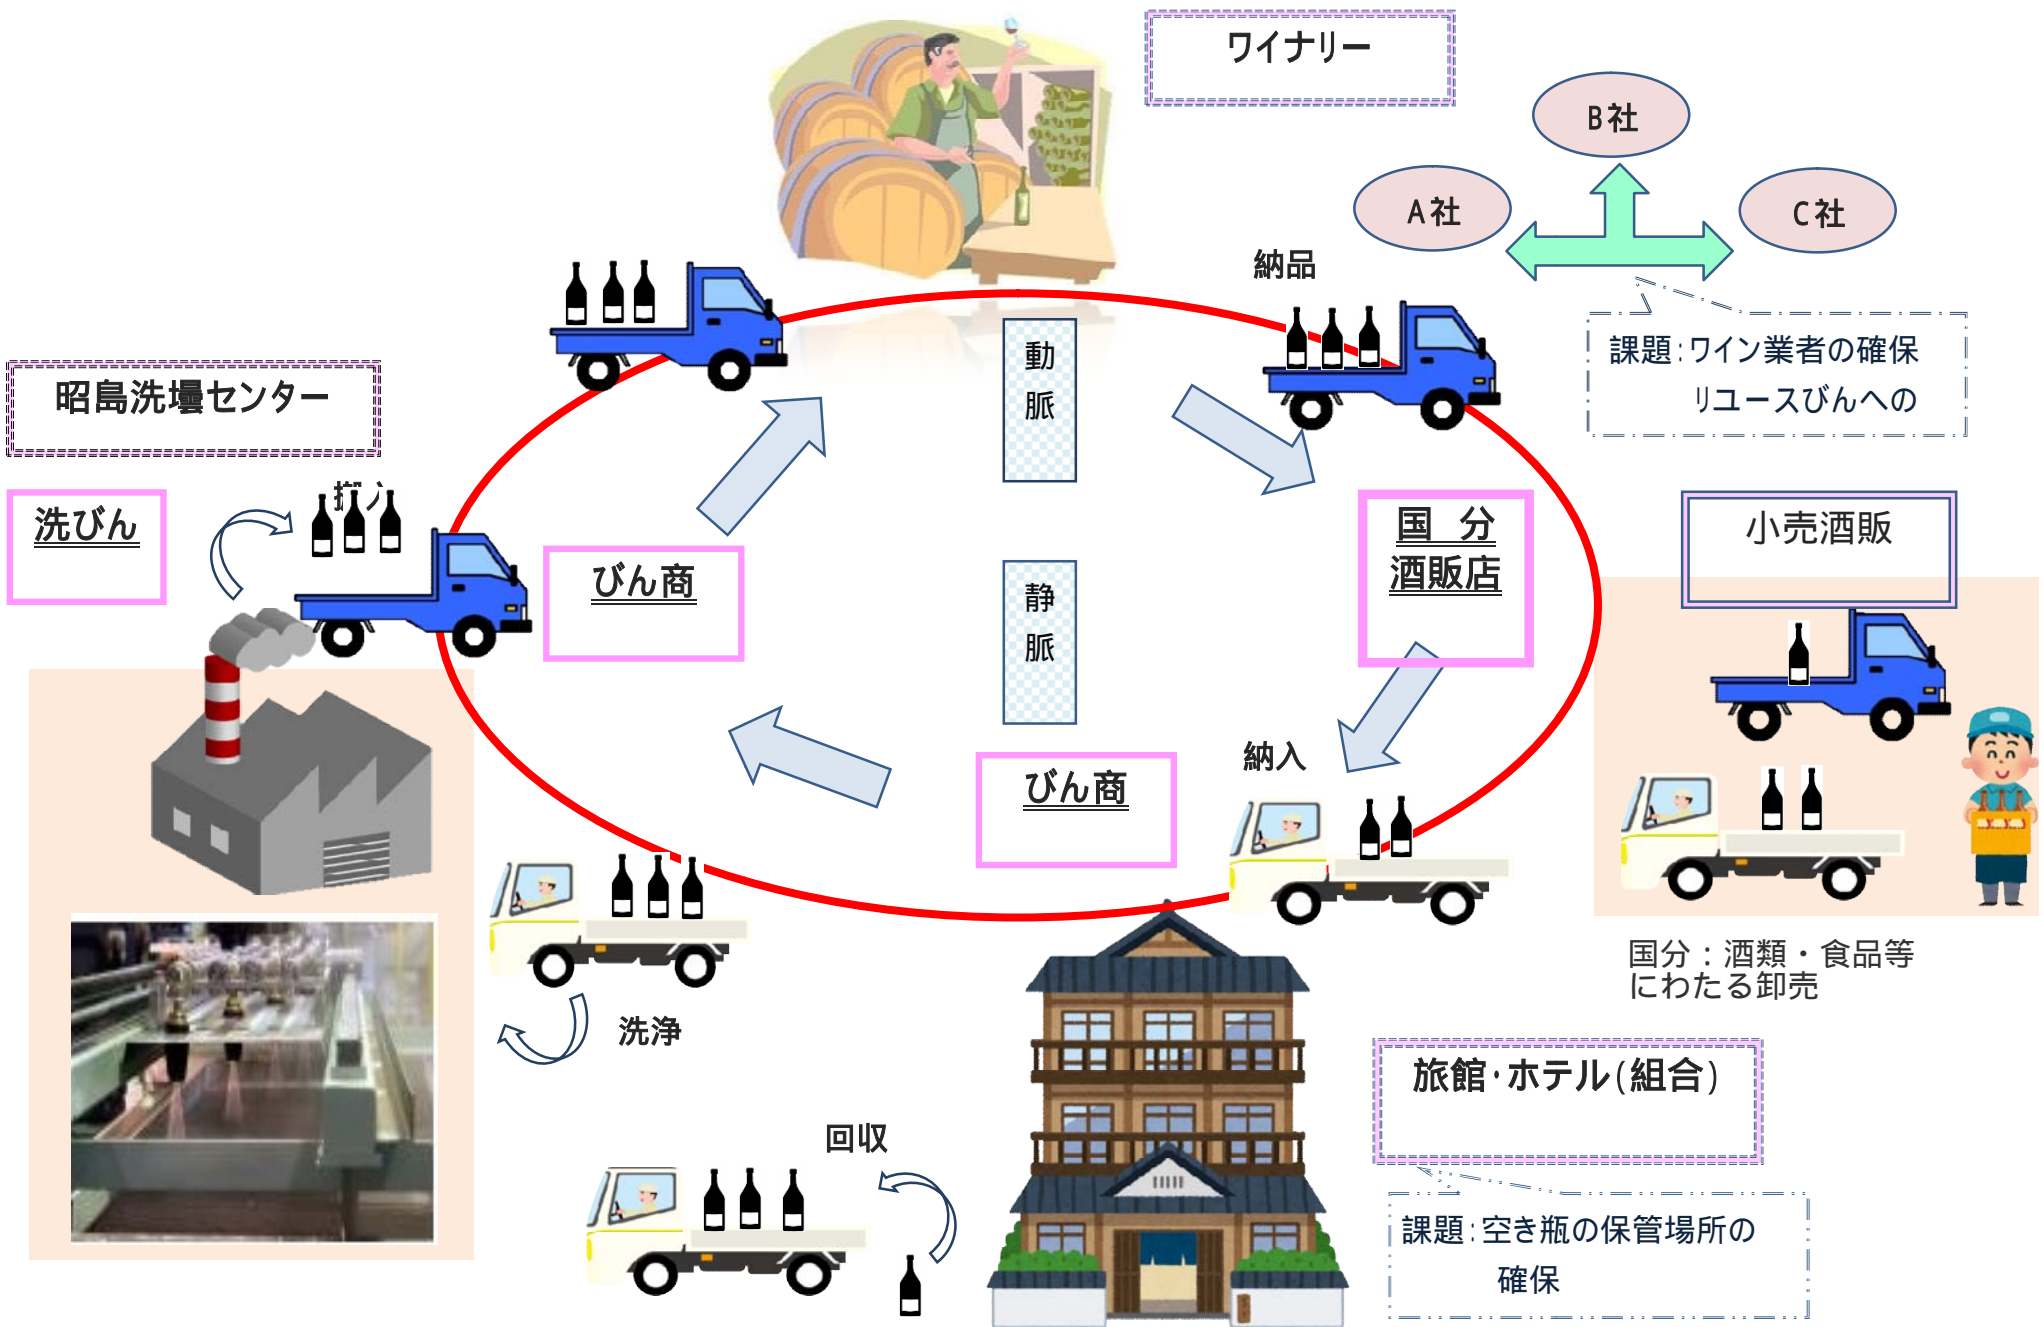 ワイナリー
B社
A社
C社
納品
課題:ワイン業者の確保
リユースびんへの
動
脈
昭島洗壜センター
洗びん
びん商
国 分
酒販店
小売酒販
静
脈
納入
びん商
国分：酒類・食品等
にわたる卸売
洗浄
旅館・ホテル(組合)
回収
課題:空き瓶の保管場所の
確保